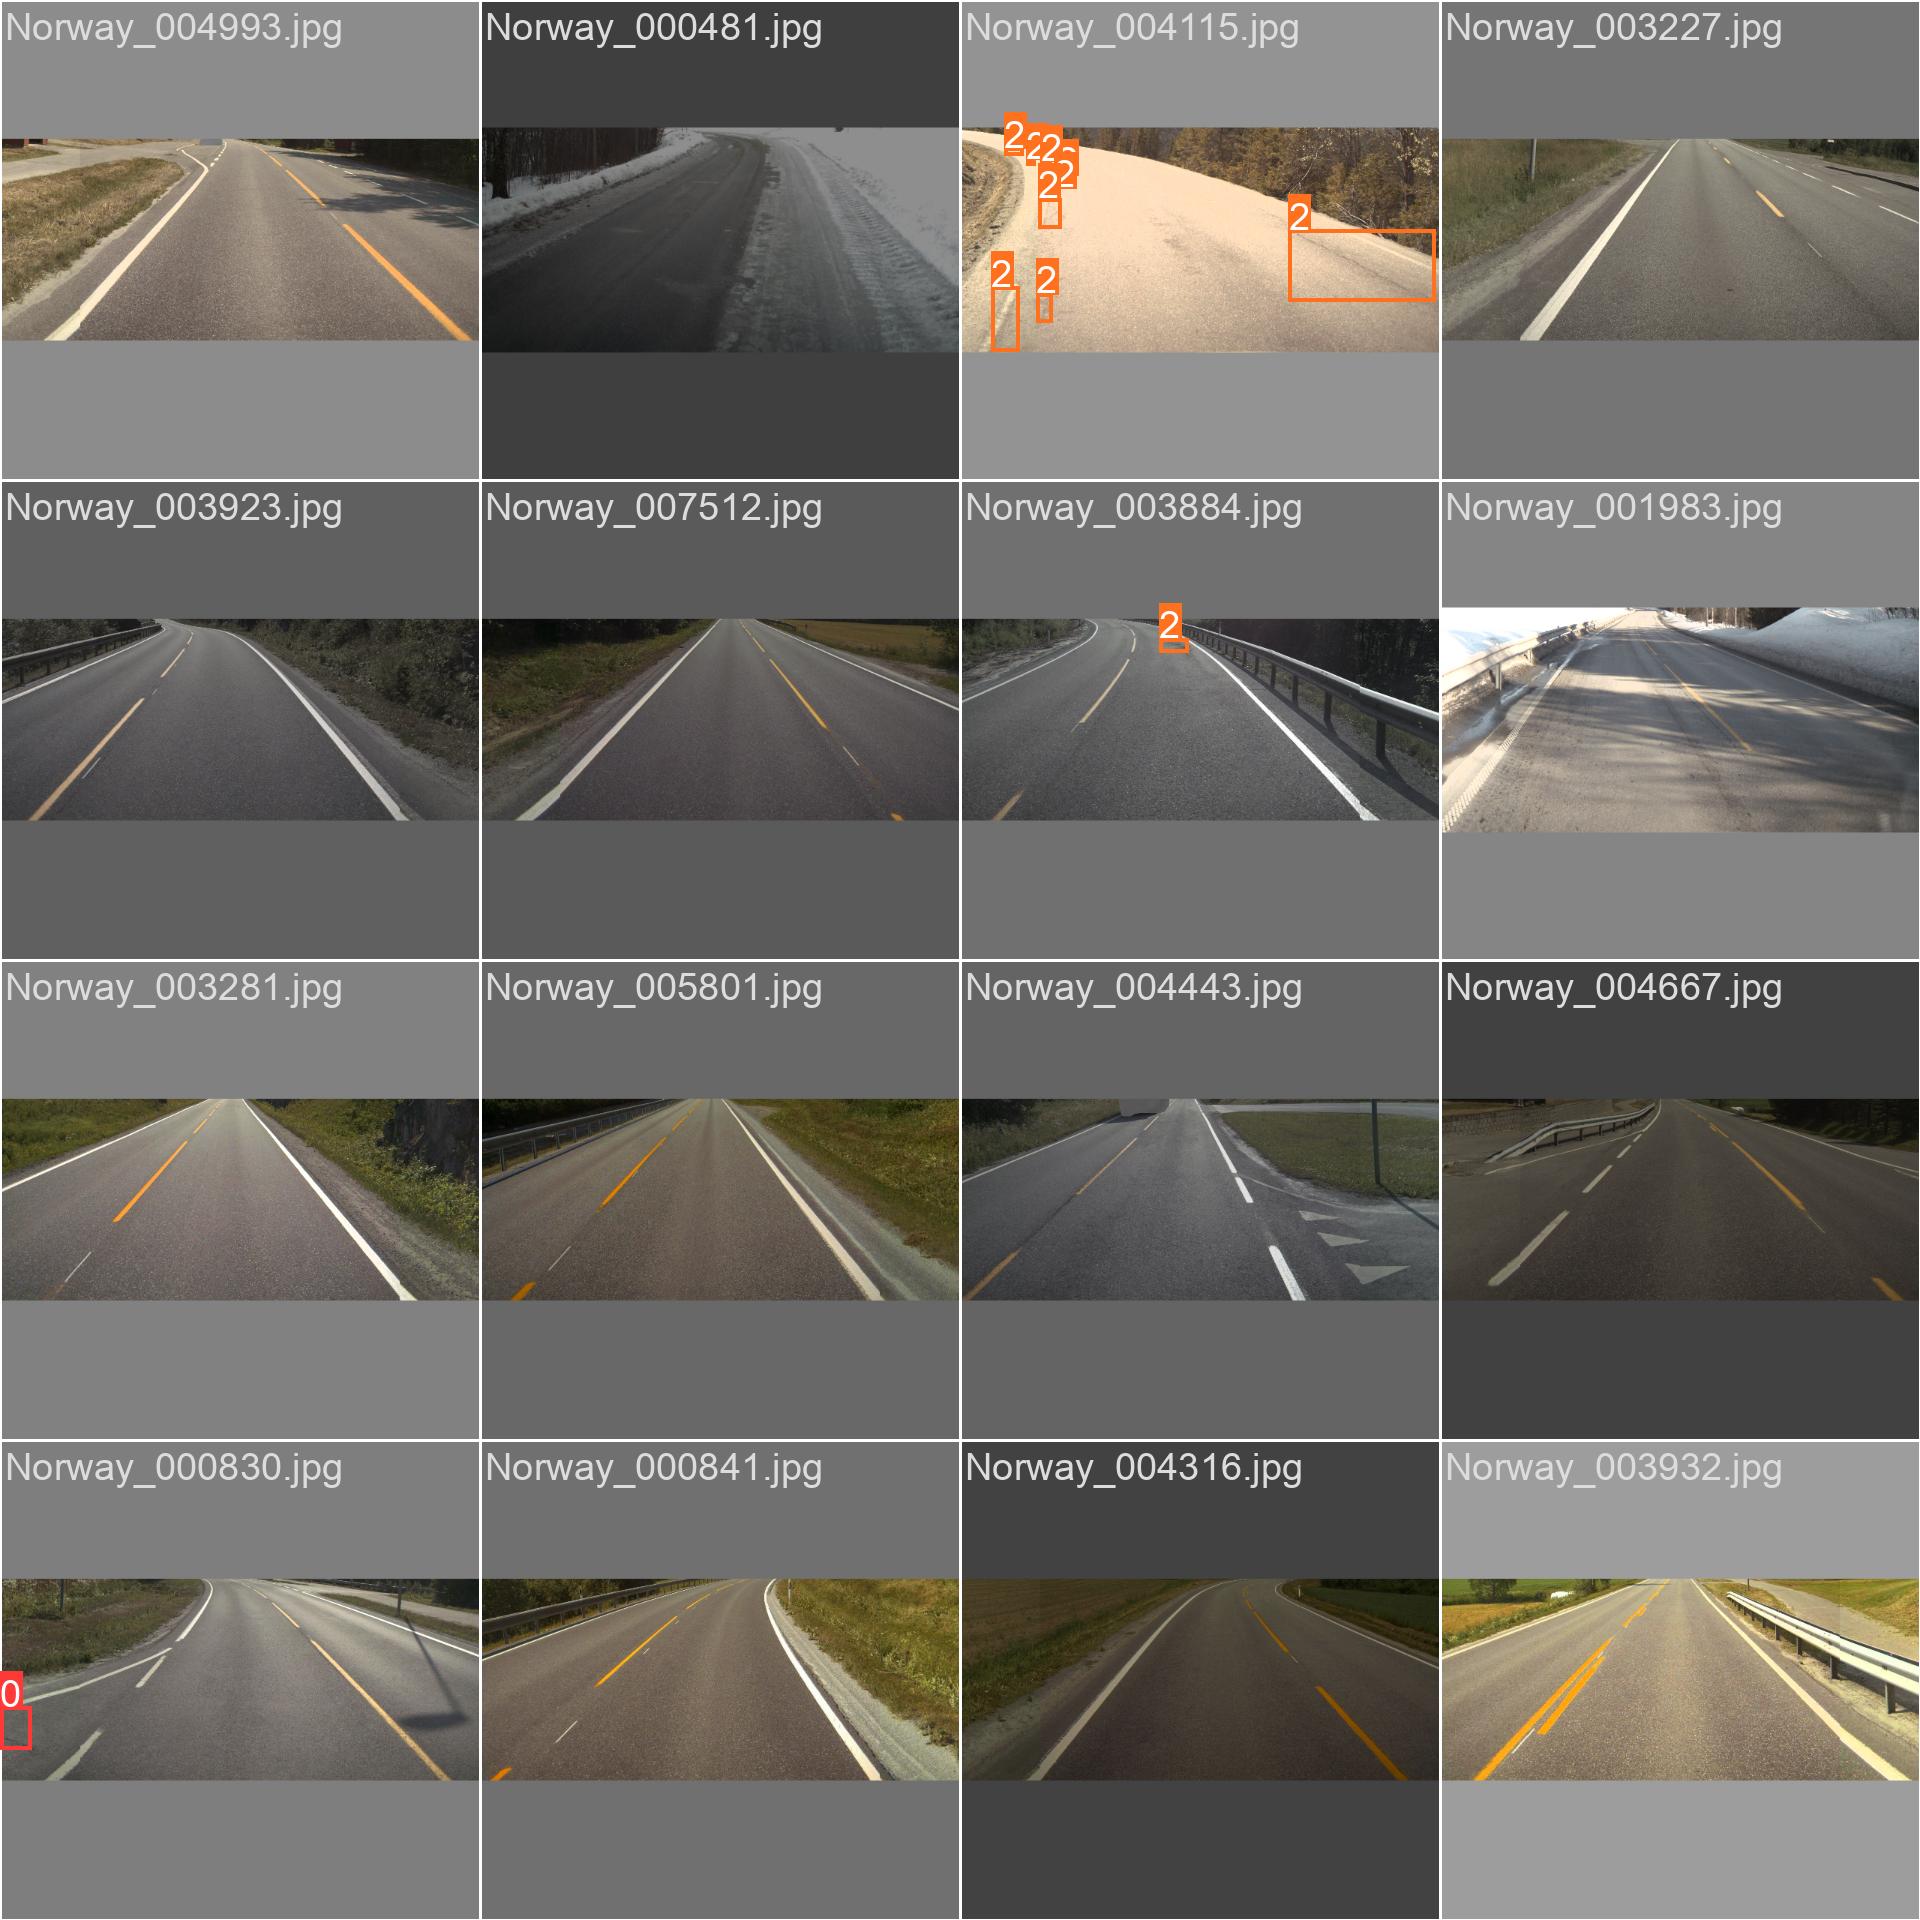 Norway_004993.jpg
Norway_000481.jpg
Norway_004115.jpg
Norway_003227.jpg
2
2
2
2
2
2
2
2
2
Norway_003923.jpg
Norway_007512.jpg
Norway_003884.jpg
Norway_001983.jpg
2
Norway_003281.jpg
Norway_005801.jpg
Norway_004443.jpg
Norway_004667.jpg
Norway_000830.jpg
Norway_000841.jpg
Norway_004316.jpg
Norway_003932.jpg
0